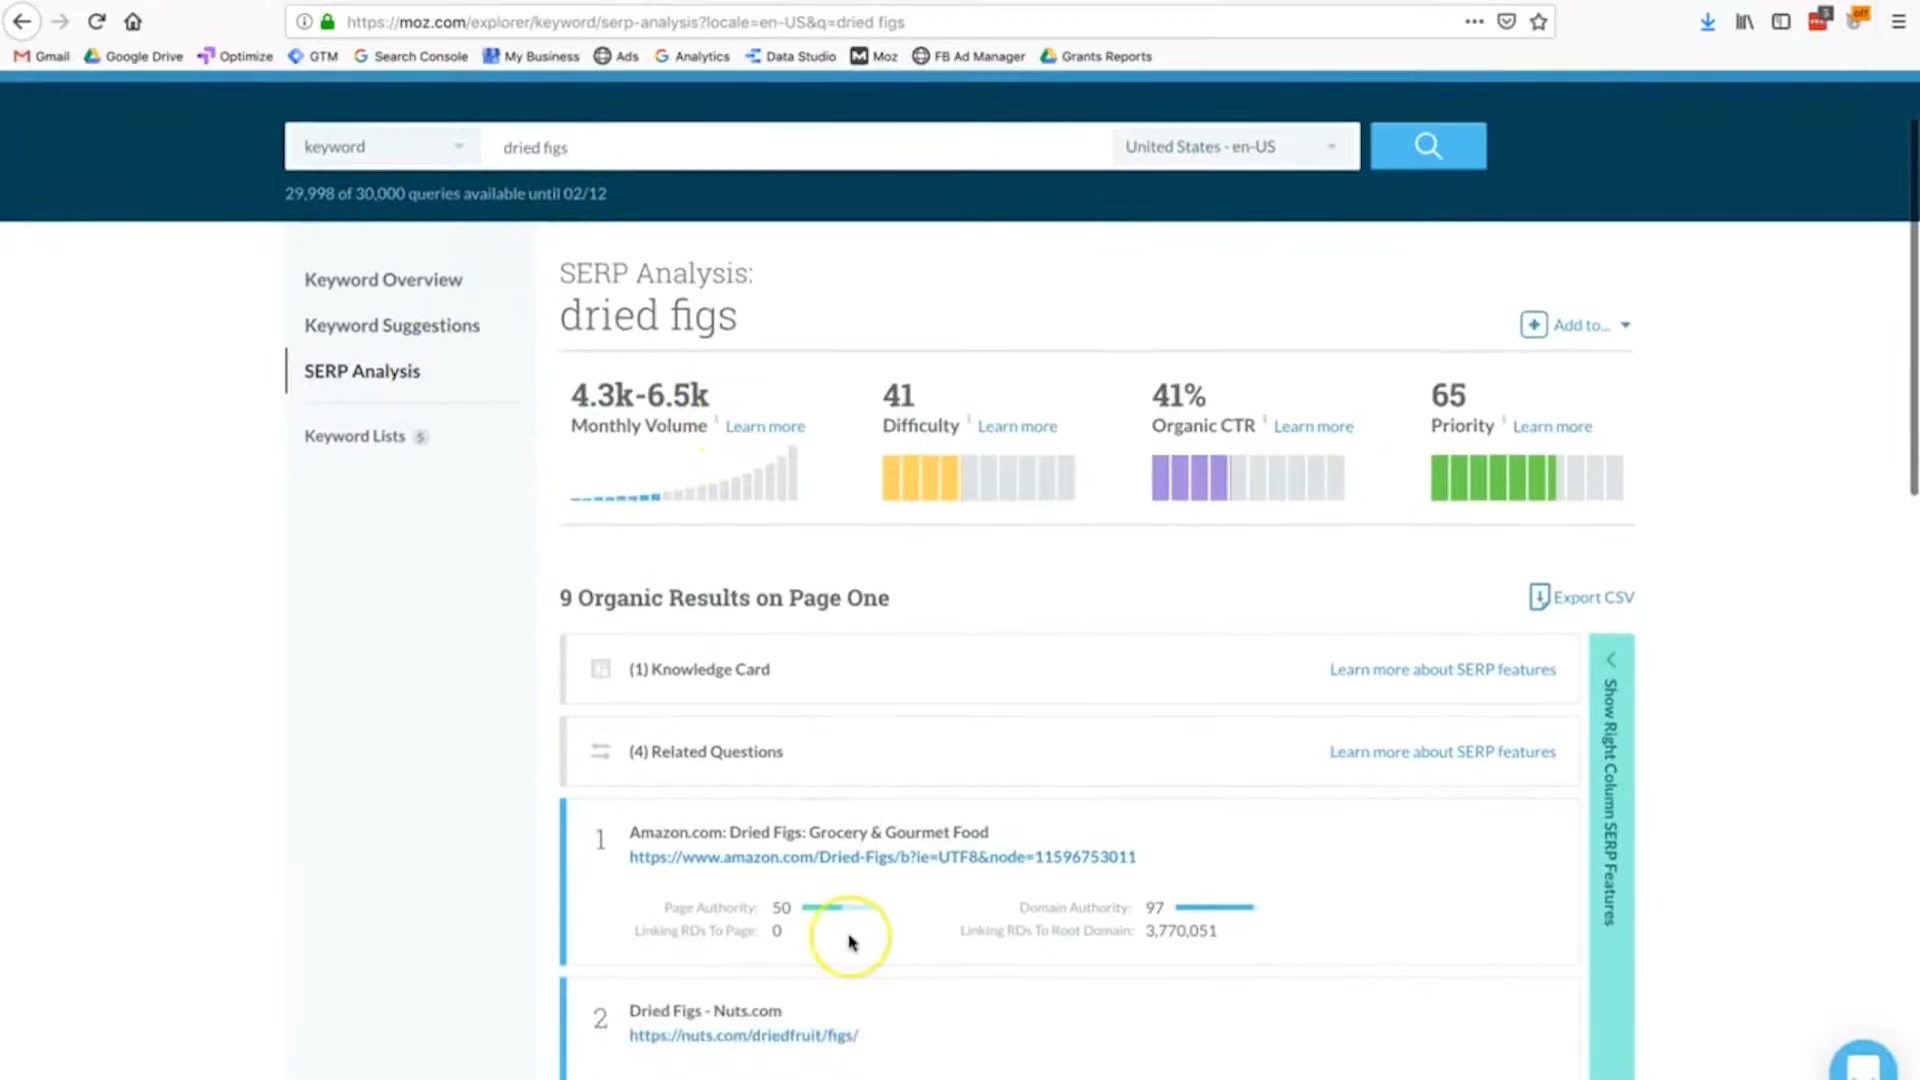 https://moz.com/explorer/keyword/serp-analysis?locale=en-US&q=dried figs
5
off
Gmail Google Drive Optimize GTM Search Console My Business Ads Analytics Data Studio Moz FB Ad Manager Grants Reports
keyword dried figs United States - en-US
29,998 of 30,000 queries available until 02/12
Keyword Overview
Keyword Suggestions
SERP Analysis
Keyword Lists 5
SERP Analysis:
dried figs
Add to...
4.3k-6.5k
Monthly Volume Learn more
41
Difficulty Learn more
41%
Organic CTR Learn more
65
Priority Learn more
9 Organic Results on Page One
Export CSV
(1) Knowledge Card Learn more about SERP features
(4) Related Questions Learn more about SERP features
1
Amazon.com: Dried Figs: Grocery & Gourmet Food
https://www.amazon.com/Dried-Figs/b?ie=UTF8&node=11596753011
Page Authority: 50 Domain Authority: 97
Linking RDs To Page: 0 Linking RDs To Root Domain: 3,770,051
2
Dried Figs - Nuts.com
https://nuts.com/driedfruit/figs/
Show Right Column SERP Features